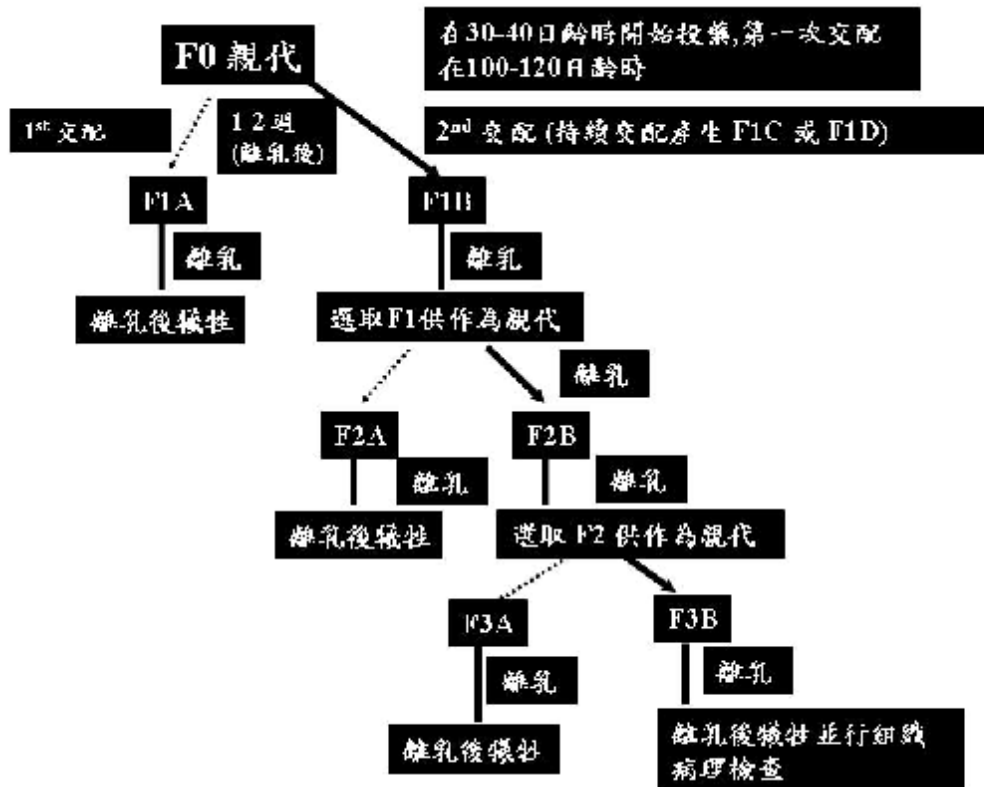 F0 親代
在30-40日齡時開始投藥,第一次交配
在100-120日齡時
1st 交配
1 2 週
(離乳後)
2nd 交配 (持續交配產生 F1C 或 F1D)
F1A
F1B
離乳
離乳
離乳後犧牲
選取F1供作為親代
離乳
F2A
F2B
離乳
離乳
離乳後犧牲
選取 F2 供作為親代
F3A
F3B
離乳
離乳
離乳後犧牲
離乳後犧牲並行組織
病理檢查